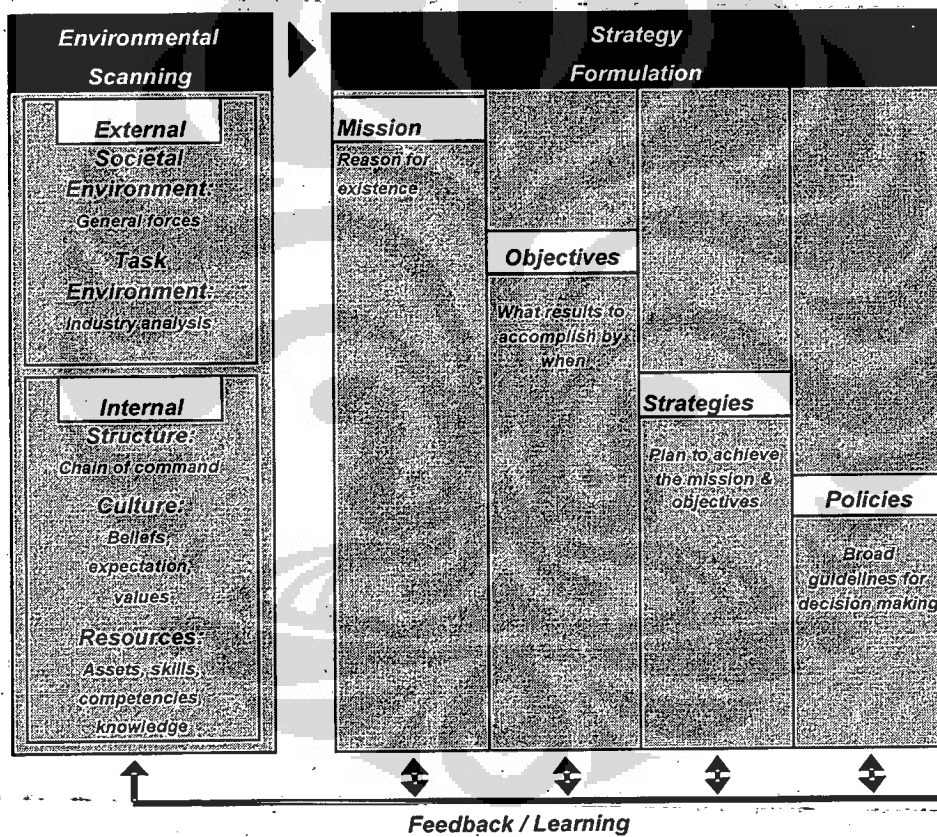 Environmental
Scanning
Strategy
Formulation
External
Societal
Environment:
General forces
Task
Environment:
Industry analysis
Internal
Structure:
Chain of command
Culture:
Beliefs,
expectation,
values
Resources:
Assets, skills,
competencies,
knowledge
Mission
Reason for
existence
Objectives
What results to
accomplish by
when
Strategies
Plan to achieve
the mission &
objectives
Policies
Broad
guidelines for
decision making
Feedback / Learning